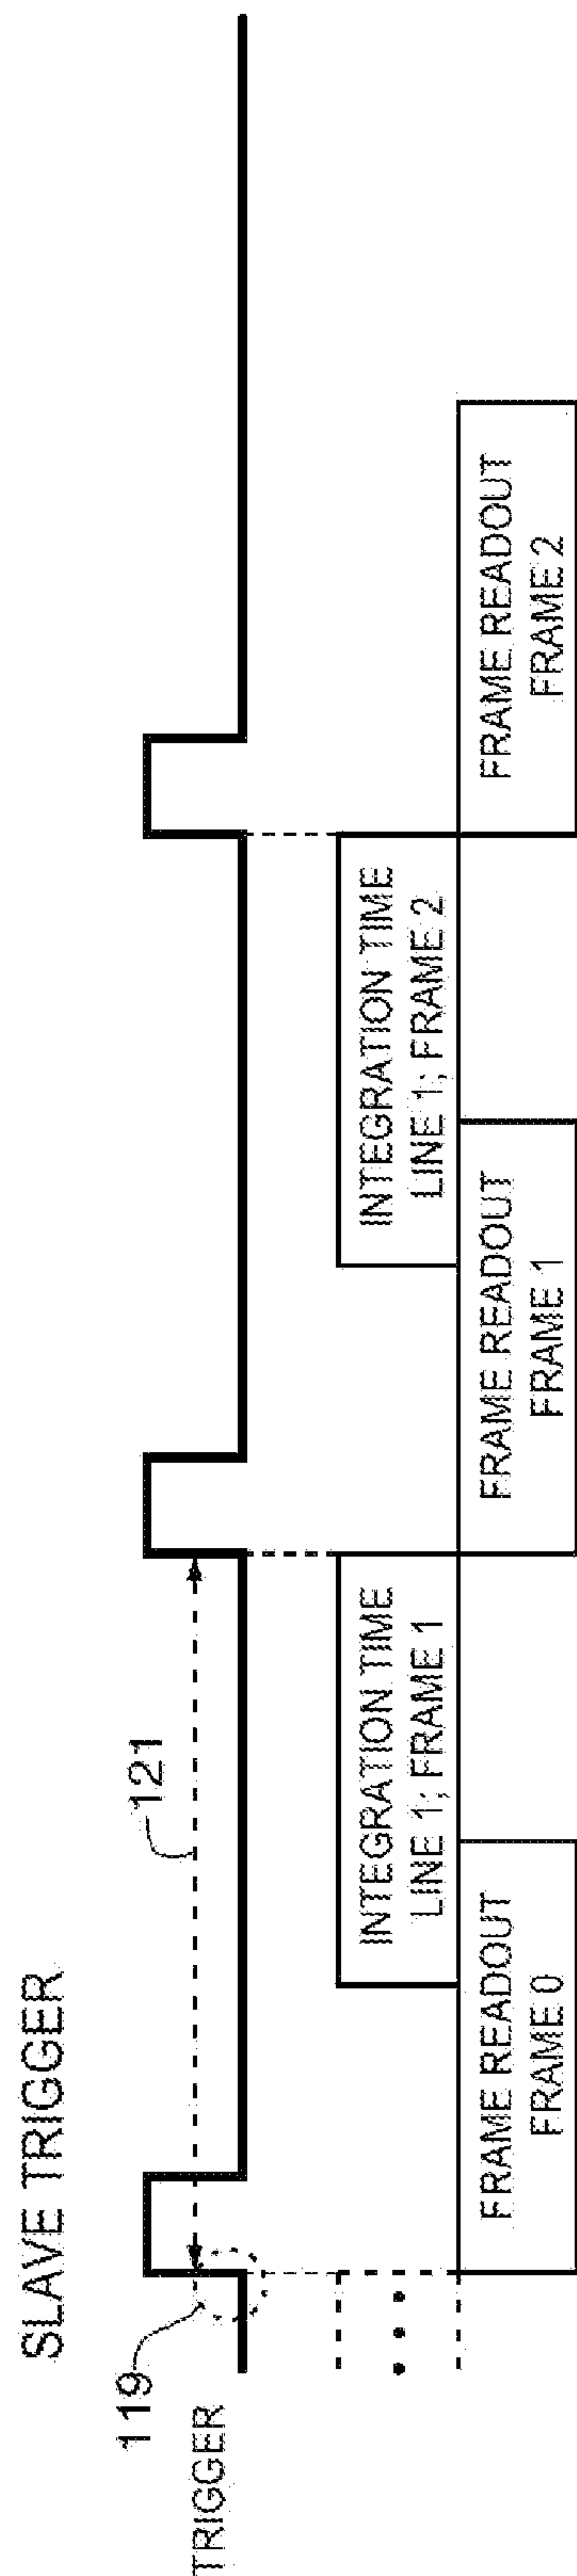 SLAVE TRIGGER
119
121
TRIGGER
INTEGRATION TIME
LINE 1; FRAME 1
INTEGRATION TIME
LINE 1; FRAME 2
FRAME READOUT
FRAME 0
FRAME READOUT
FRAME 1
FRAME READOUT
FRAME 2